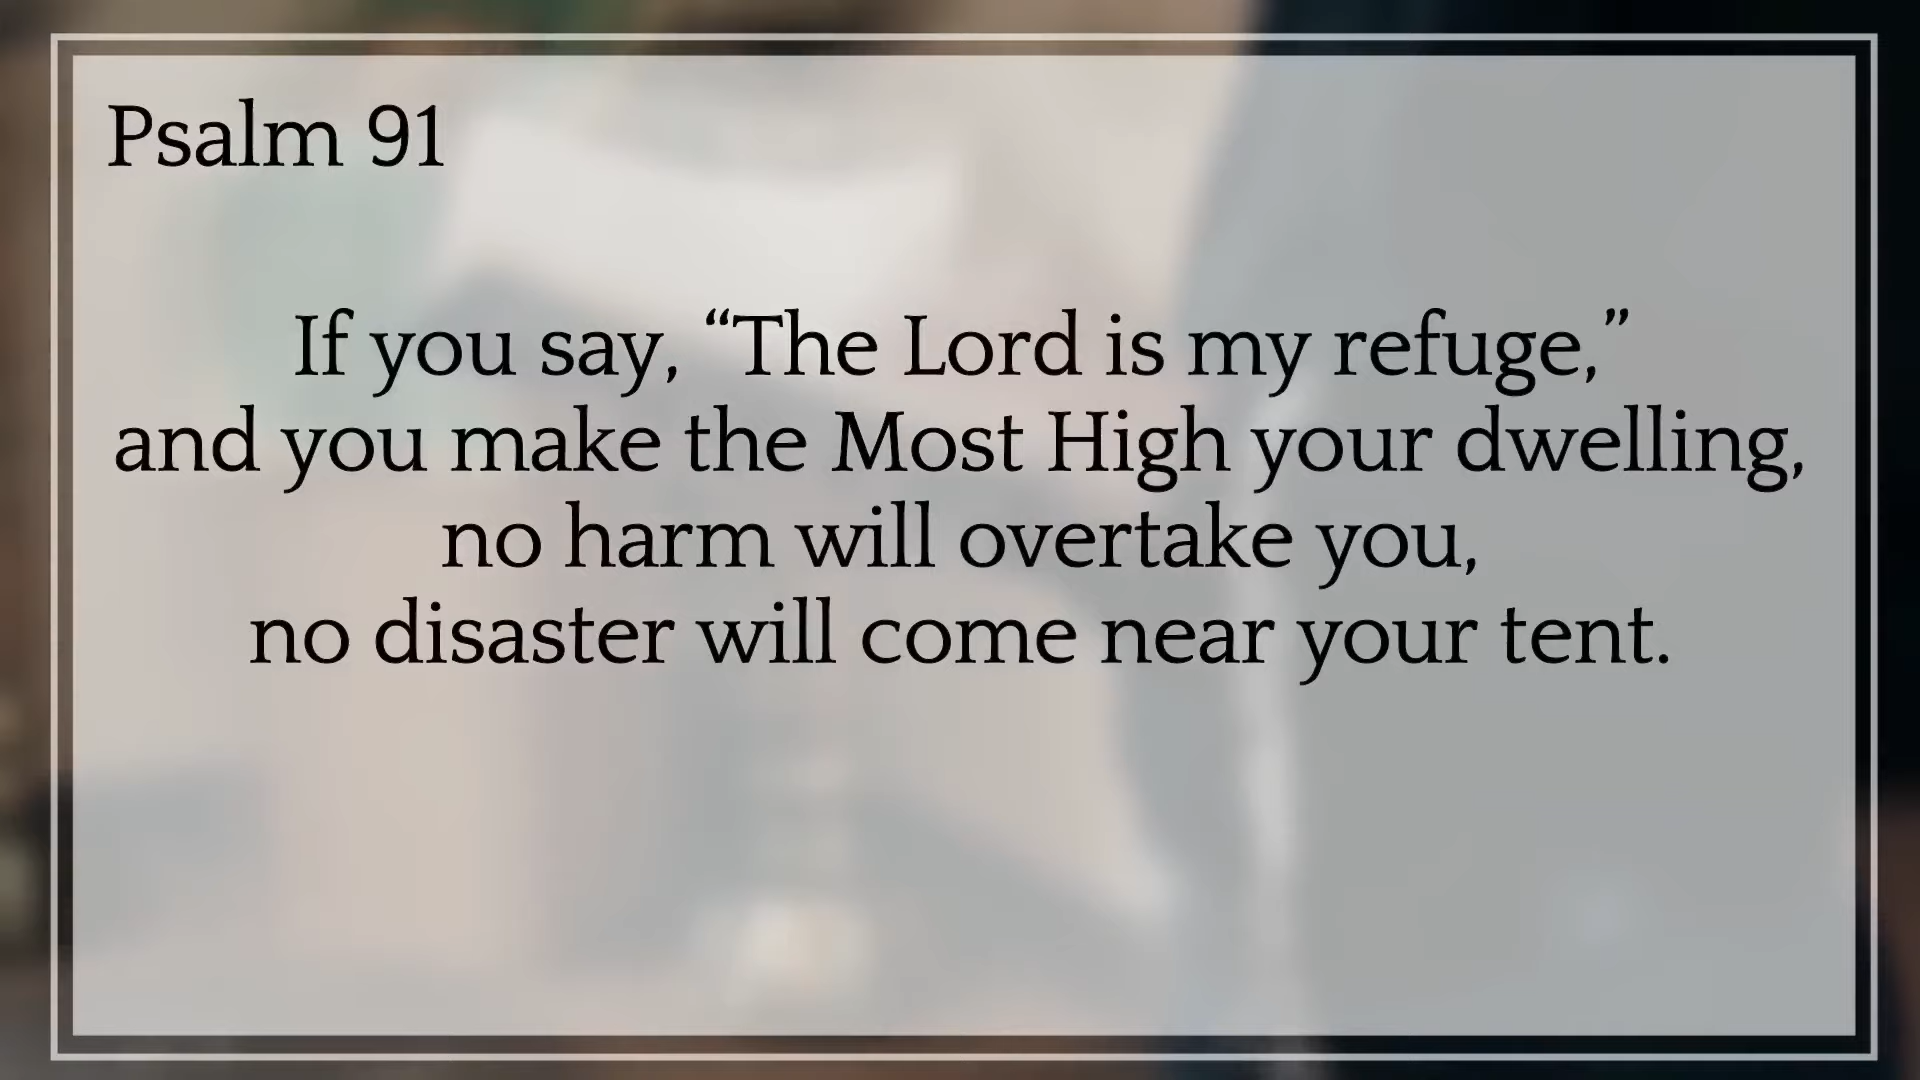 Psalm 91
If you say, “The Lord is my refuge,”
and you make the Most High your dwelling,
no harm will overtake you,
no disaster will come near your tent.